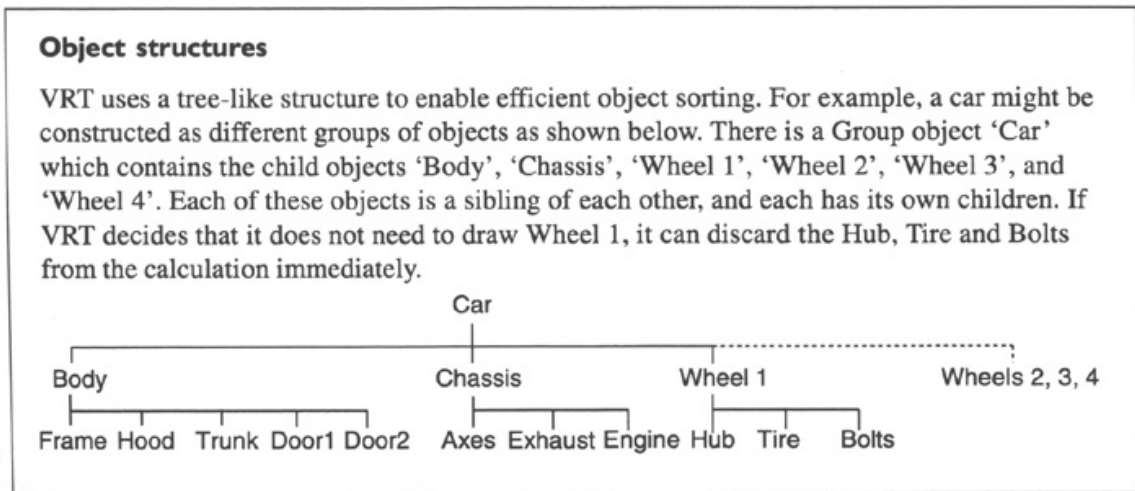 Object structures
VRT uses a tree-like structure to enable efficient object sorting. For example, a car might be
constructed as different groups of objects as shown below. There is a Group object ‘Car’
which contains the child objects ‘Body’, ‘Chassis’, ‘Wheel 1’, ‘Wheel 2’, ‘Wheel 3’, and
‘Wheel 4’. Each of these objects is a sibling of each other, and each has its own children. If
VRT decides that it does not need to draw Wheel 1, it can discard the Hub, Tire and Bolts
from the calculation immediately.
Car
Body Chassis Wheel 1 Wheels 2, 3, 4
Frame Hood Trunk Door1 Door2 Axes Exhaust Engine Hub Tire Bolts